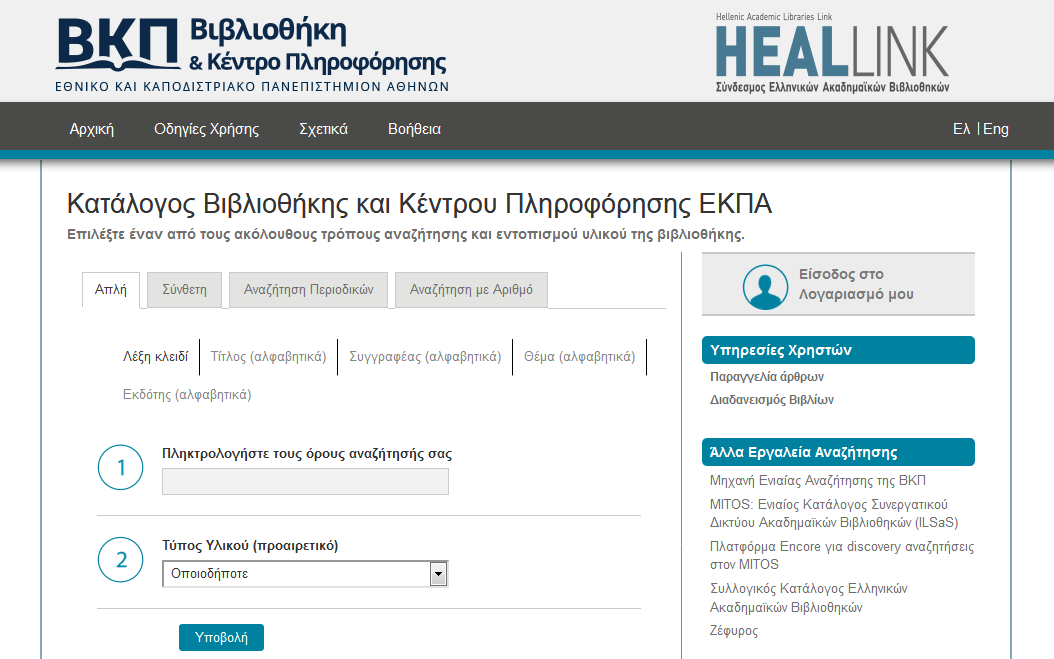 ΒΚΠ Βιβλιοθήκη
& Κέντρο Πληροφόρησης
ΕΘΝΙΚΟ ΚΑΙ ΚΑΠΟΔΙΣΤΡΙΑΚΟ ΠΑΝΕΠΙΣΤΗΜΙΟΝ ΑΘΗΝΩΝ
Hellenic Academic Libraries Link
HEALLINK
Σύνδεσμος Ελληνικών Ακαδημαϊκών Βιβλιοθηκών
Αρχική Οδηγίες Χρήσης Σχετικά Βοήθεια Ελ | Eng
Κατάλογος Βιβλιοθήκης και Κέντρου Πληροφόρησης ΕΚΠΑ
Επιλέξτε έναν από τους ακόλουθους τρόπους αναζήτησης και εντοπισμού υλικού της βιβλιοθήκης.
Απλή Σύνθετη Αναζήτηση Περιοδικών Αναζήτηση με Αριθμό
Λέξη κλειδί Τίτλος (αλφαβητικά) Συγγραφέας (αλφαβητικά) Θέμα (αλφαβητικά)
Εκδότης (αλφαβητικά)
1 Πληκτρολογήστε τους όρους αναζήτησής σας
2 Τύπος Υλικού (προαιρετικό)
Οποιοδήποτε
Υποβολή
Είσοδος στο
Λογαριασμό μου
Υπηρεσίες Χρηστών
Παραγγελία άρθρων
Διαδανεισμός Βιβλίων
Άλλα Εργαλεία Αναζήτησης
Μηχανή Ενιαίας Αναζήτησης της ΒΚΠ
MITOS: Ενιαίος Κατάλογος Συνεργατικού
Δικτύου Ακαδημαϊκών Βιβλιοθηκών (ILSaS)
Πλατφόρμα Encore για discovery αναζητήσεις
στον MITOS
Συλλογικός Κατάλογος Ελληνικών
Ακαδημαϊκών Βιβλιοθηκών
Ζέφυρος